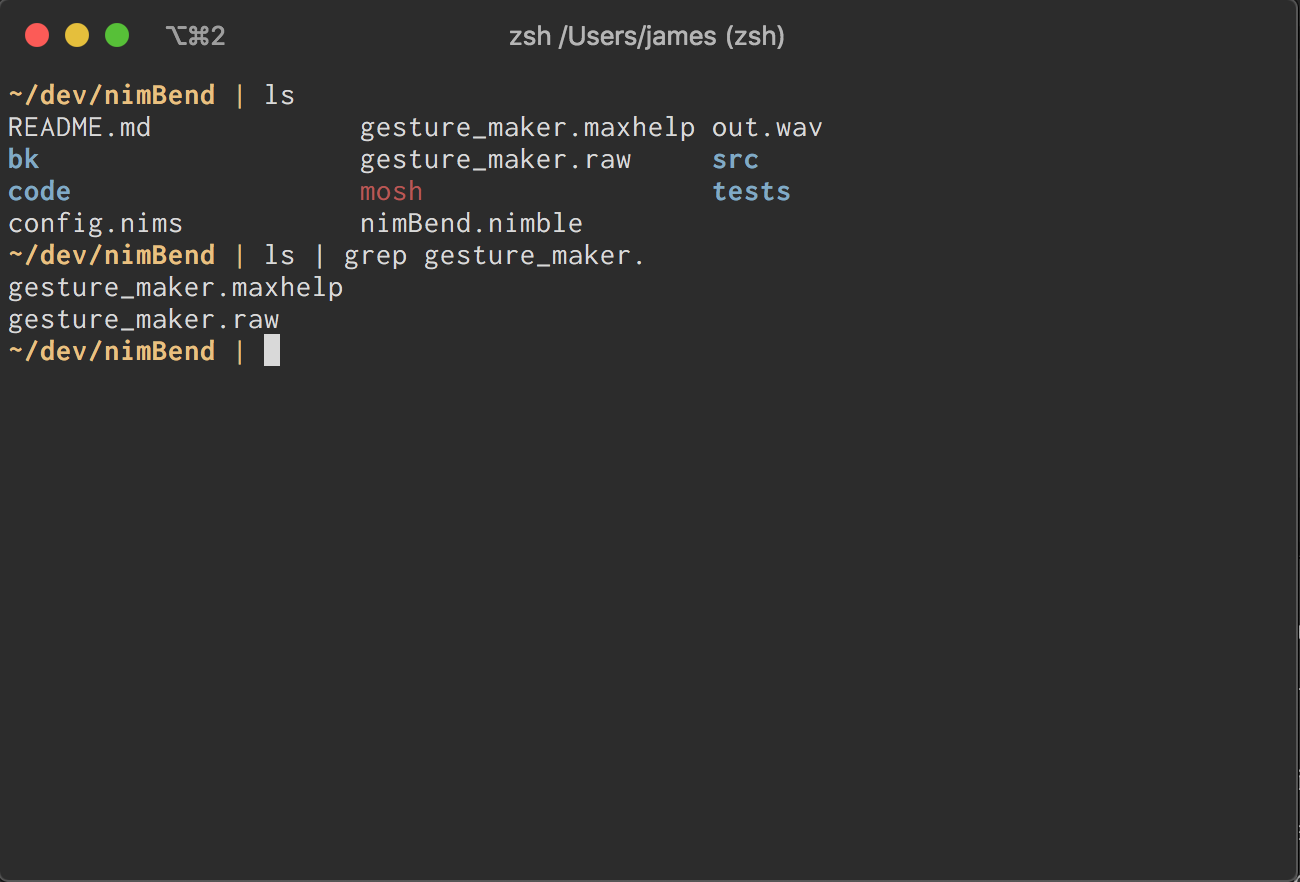 ⌥⌘2 zsh /Users/james (zsh)
~/dev/nimBend | ls
README.md gesture_maker.maxhelp out.wav
bk gesture_maker.raw src
code mosh tests
config.nims nimBend.nimble
~/dev/nimBend | ls | grep gesture_maker.
gesture_maker.maxhelp
gesture_maker.raw
~/dev/nimBend |